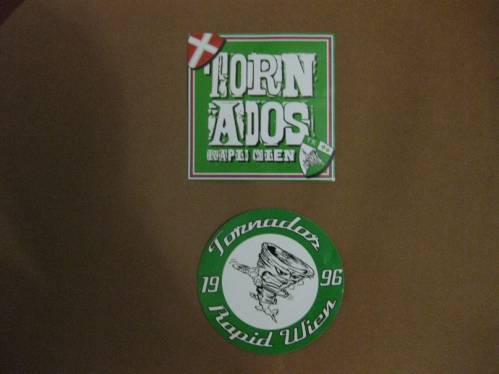 TORN
ADOS
RAPID WIEN
Tornados
19 96
Rapid Wien